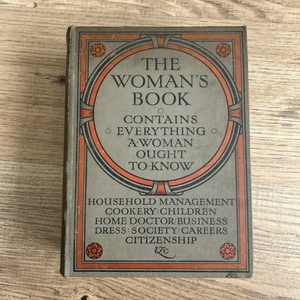 THE
WOMAN'S
BOOK
CONTAINS
EVERYTHING
A·WOMAN
OUGHT
TO·KNOW
HOUSEHOLD MANAGEMENT
COOKERY·CHILDREN
HOME DOCTOR·BUSINESS
DRESS·SOCIETY·CAREERS
CITIZENSHIP
&c